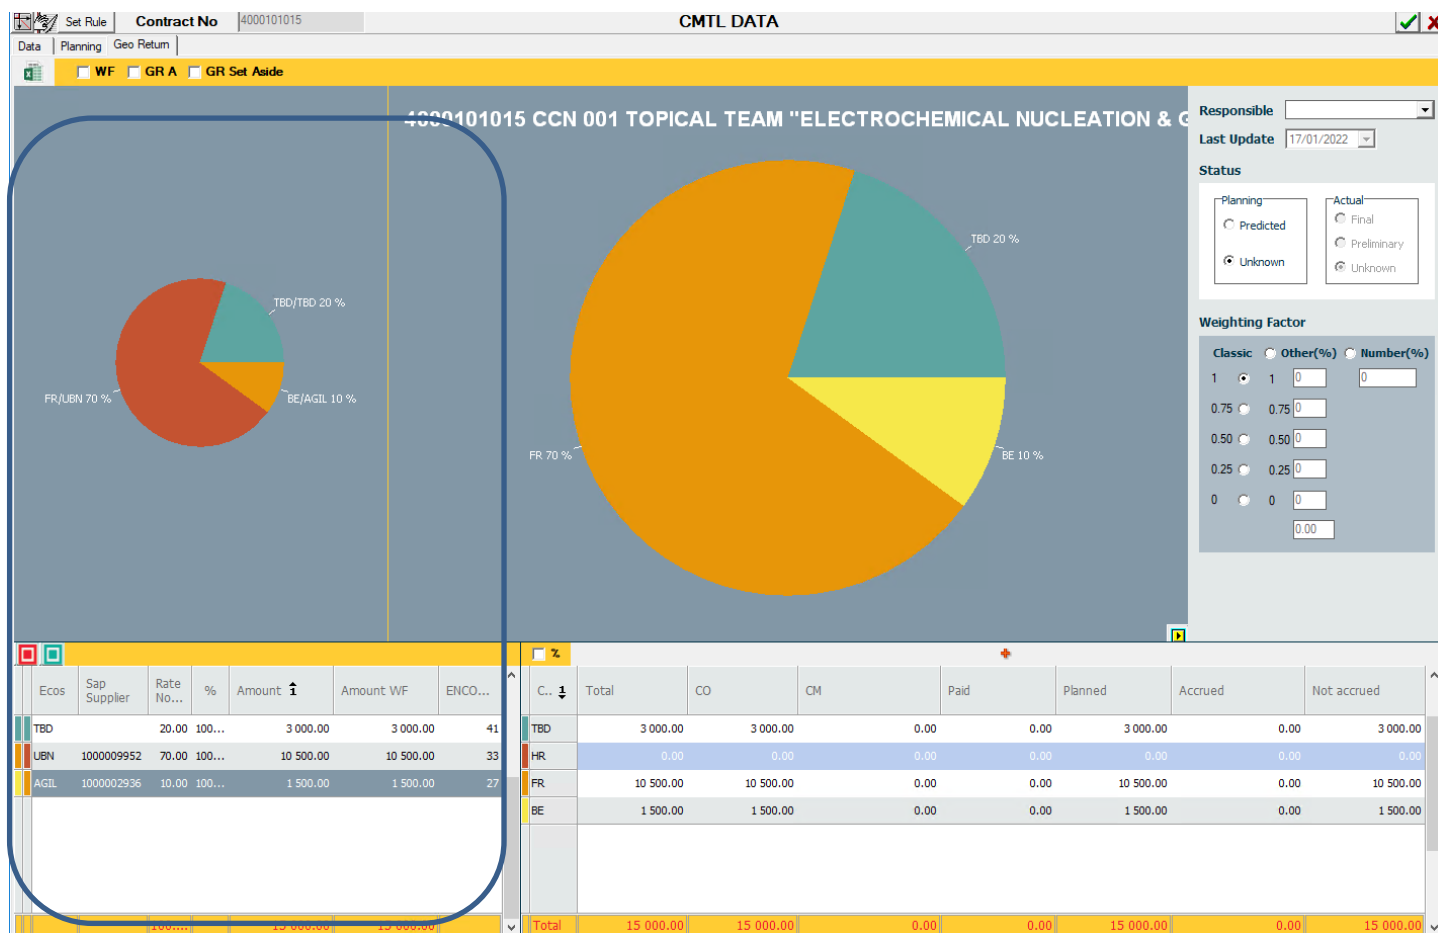 Set Rule Contract No 4000101015 CMTL DATA
Data Planning Geo Return
WF GR A GR Set Aside
4000101015 CCN 001 TOPICAL TEAM "ELECTROCHEMICAL NUCLEATION & G
TBD/TBD 20 %
FR/UBN 70 %
BE/AGIL 10 %
TBD 20 %
FR 70 %
BE 10 %
Responsible
Last Update 17/01/2022
Status
Planning
Predicted
Unknown
Actual
Final
Preliminary
Unknown
Weighting Factor
Classic Other(%) Number(%)
1 1 0 0
0.75 0.75 0
0.50 0.50 0
0.25 0.25 0
0 0 0
0.00
Ecos Sap Supplier Rate No... % Amount 1 Amount WF ENCO...
TBD 20.00 100... 3 000.00 3 000.00 41
UBN 1000009952 70.00 100... 10 500.00 10 500.00 33
AGIL 1000002936 10.00 100... 1 500.00 1 500.00 27
100.... 15 000.00 15 000.00
%
C.. 1 Total CO CM Paid Planned Accrued Not accrued
TBD 3 000.00 3 000.00 0.00 0.00 3 000.00 0.00 3 000.00
HR 0.00 0.00 0.00 0.00 0.00 0.00 0.00
FR 10 500.00 10 500.00 0.00 0.00 10 500.00 0.00 10 500.00
BE 1 500.00 1 500.00 0.00 0.00 1 500.00 0.00 1 500.00
Total 15 000.00 15 000.00 0.00 0.00 15 000.00 0.00 15 000.00